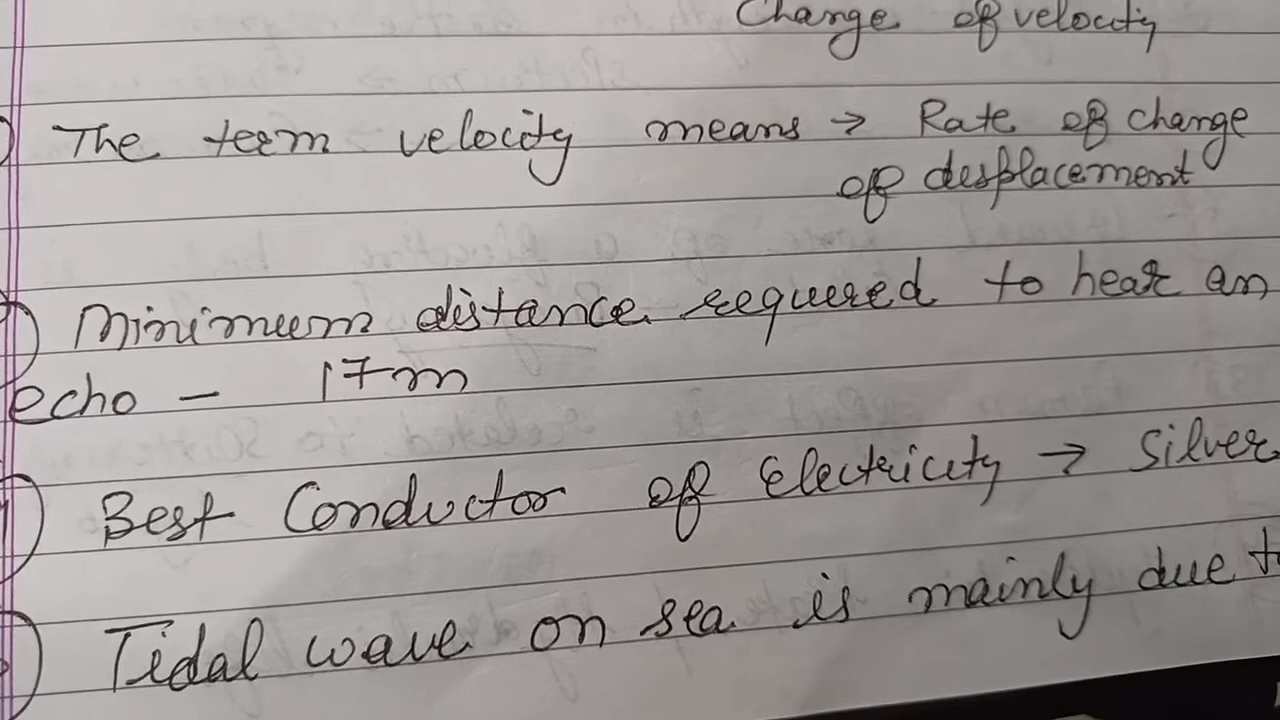 Change of velocity
) The term velocity means → Rate of change
of desplacement
) Minimum distance required to hear an
echo - 17m
) Best Conductor of Electricity → Silver
) Tidal wave on sea is mainly due